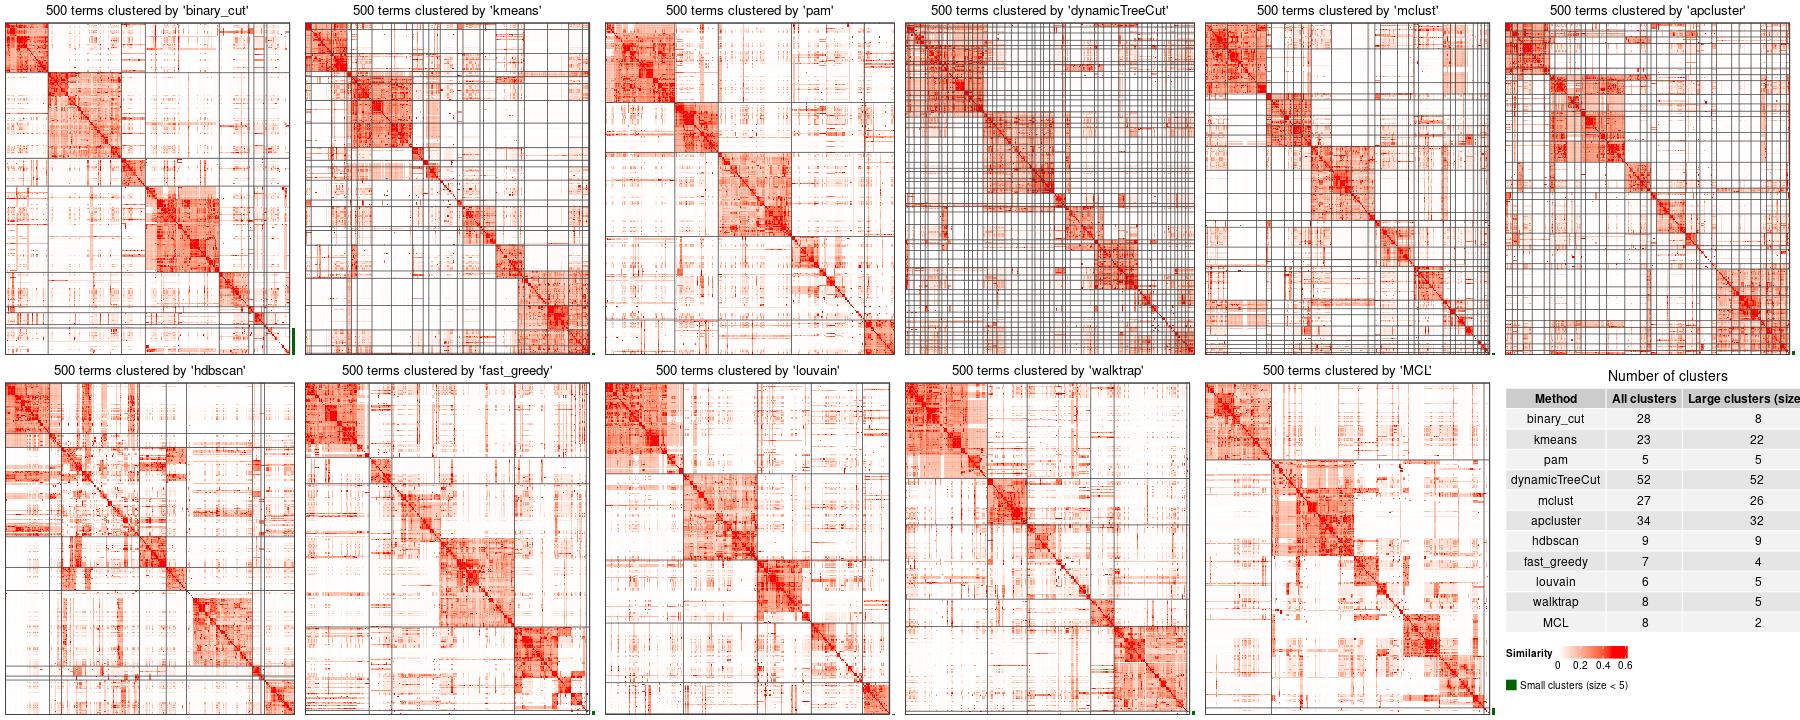 500 terms clustered by 'binary_cut'
500 terms clustered by 'kmeans'
500 terms clustered by 'pam'
500 terms clustered by 'dynamicTreeCut'
500 terms clustered by 'mclust'
500 terms clustered by 'apcluster'
500 terms clustered by 'hdbscan'
500 terms clustered by 'fast_greedy'
500 terms clustered by 'louvain'
500 terms clustered by 'walktrap'
500 terms clustered by 'MCL'
Number of clusters
Method All clusters Large clusters (size
binary_cut 28 8
kmeans 23 22
pam 5 5
dynamicTreeCut 52 52
mclust 27 26
apcluster 34 32
hdbscan 9 9
fast_greedy 7 4
louvain 6 5
walktrap 8 5
MCL 8 2
Similarity
0 0.2 0.4 0.6
Small clusters (size < 5)